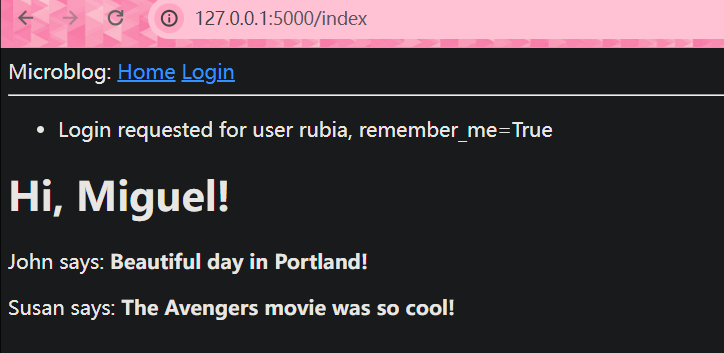 127.0.0.1:5000/index
Microblog: Home Login
• Login requested for user rubia, remember_me=True
Hi, Miguel!
John says: Beautiful day in Portland!
Susan says: The Avengers movie was so cool!